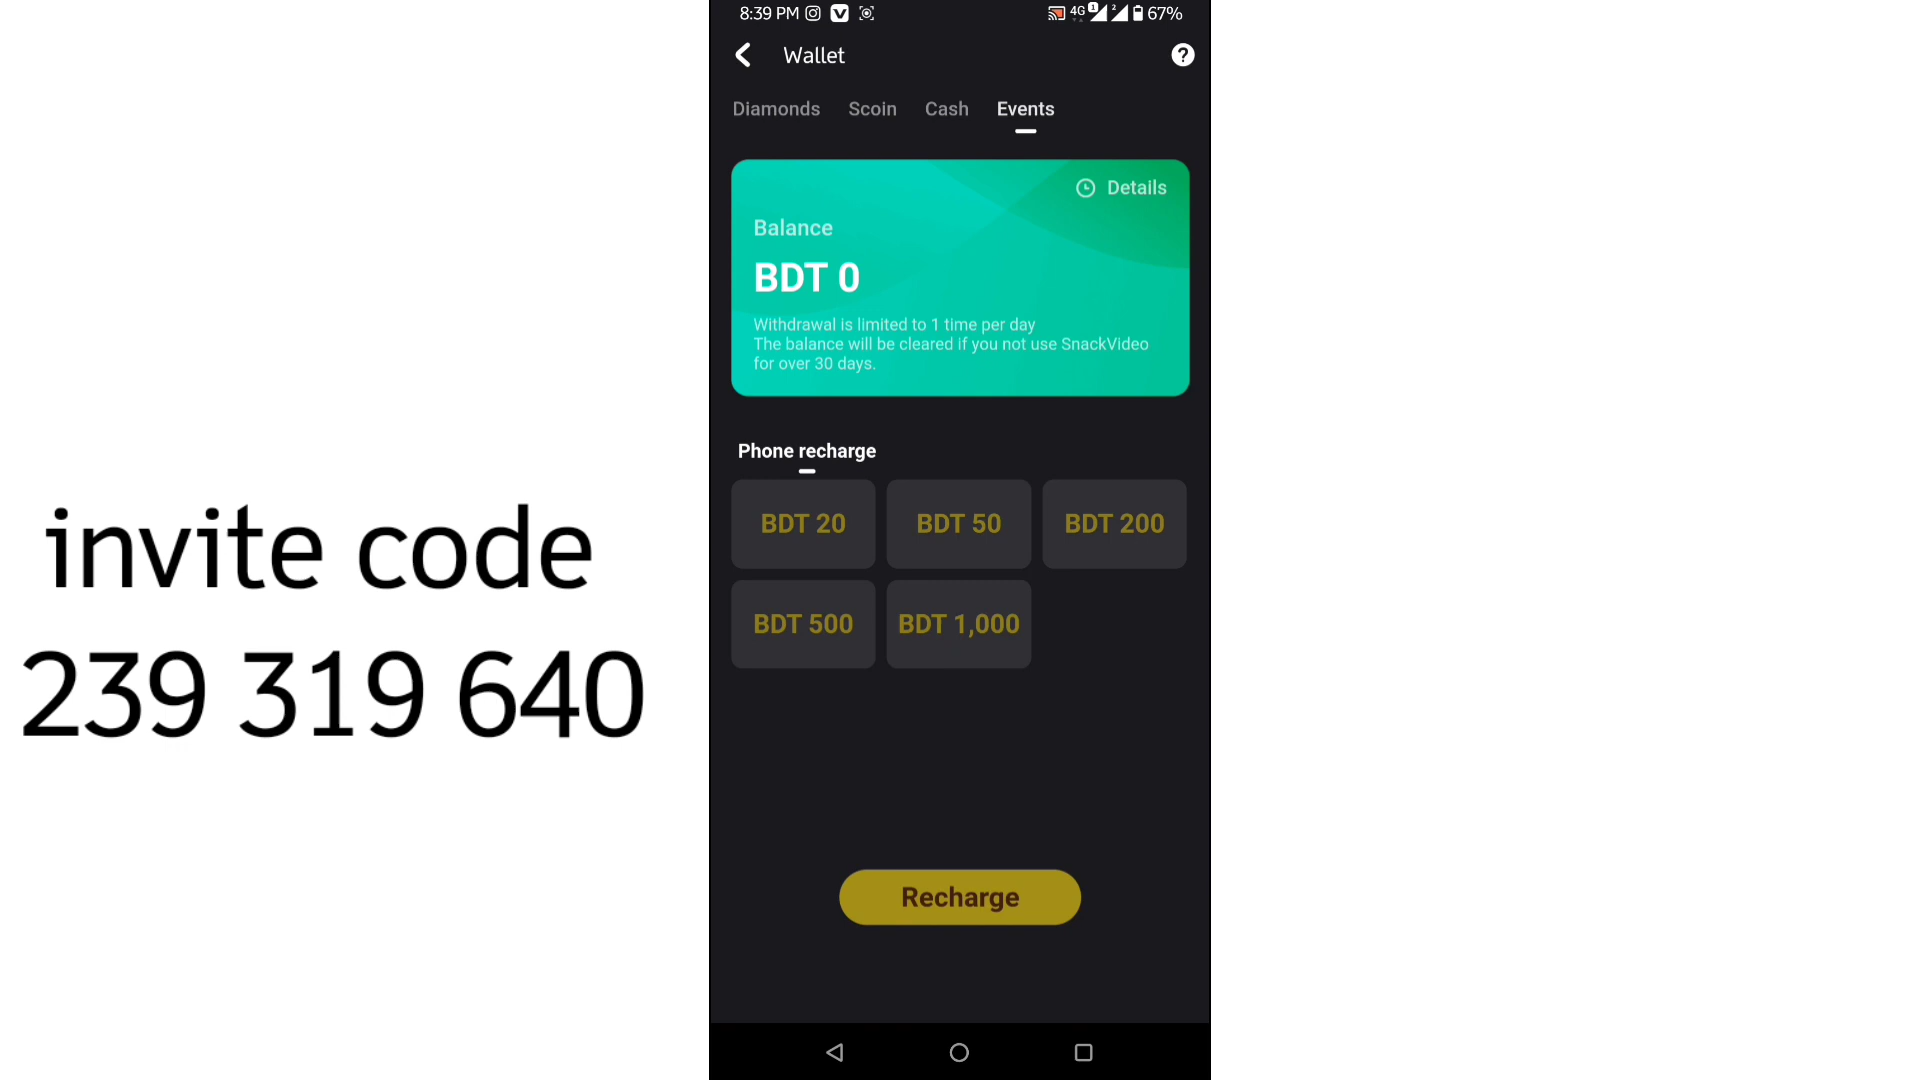 8:39 PM
4G 1 2 67%
Wallet
Diamonds Scoin Cash Events
Details
Balance
BDT 0
Withdrawal is limited to 1 time per day
The balance will be cleared if you not use SnackVideo
for over 30 days.
Phone recharge
BDT 20 BDT 50 BDT 200
BDT 500 BDT 1,000
Recharge
invite code
239 319 640